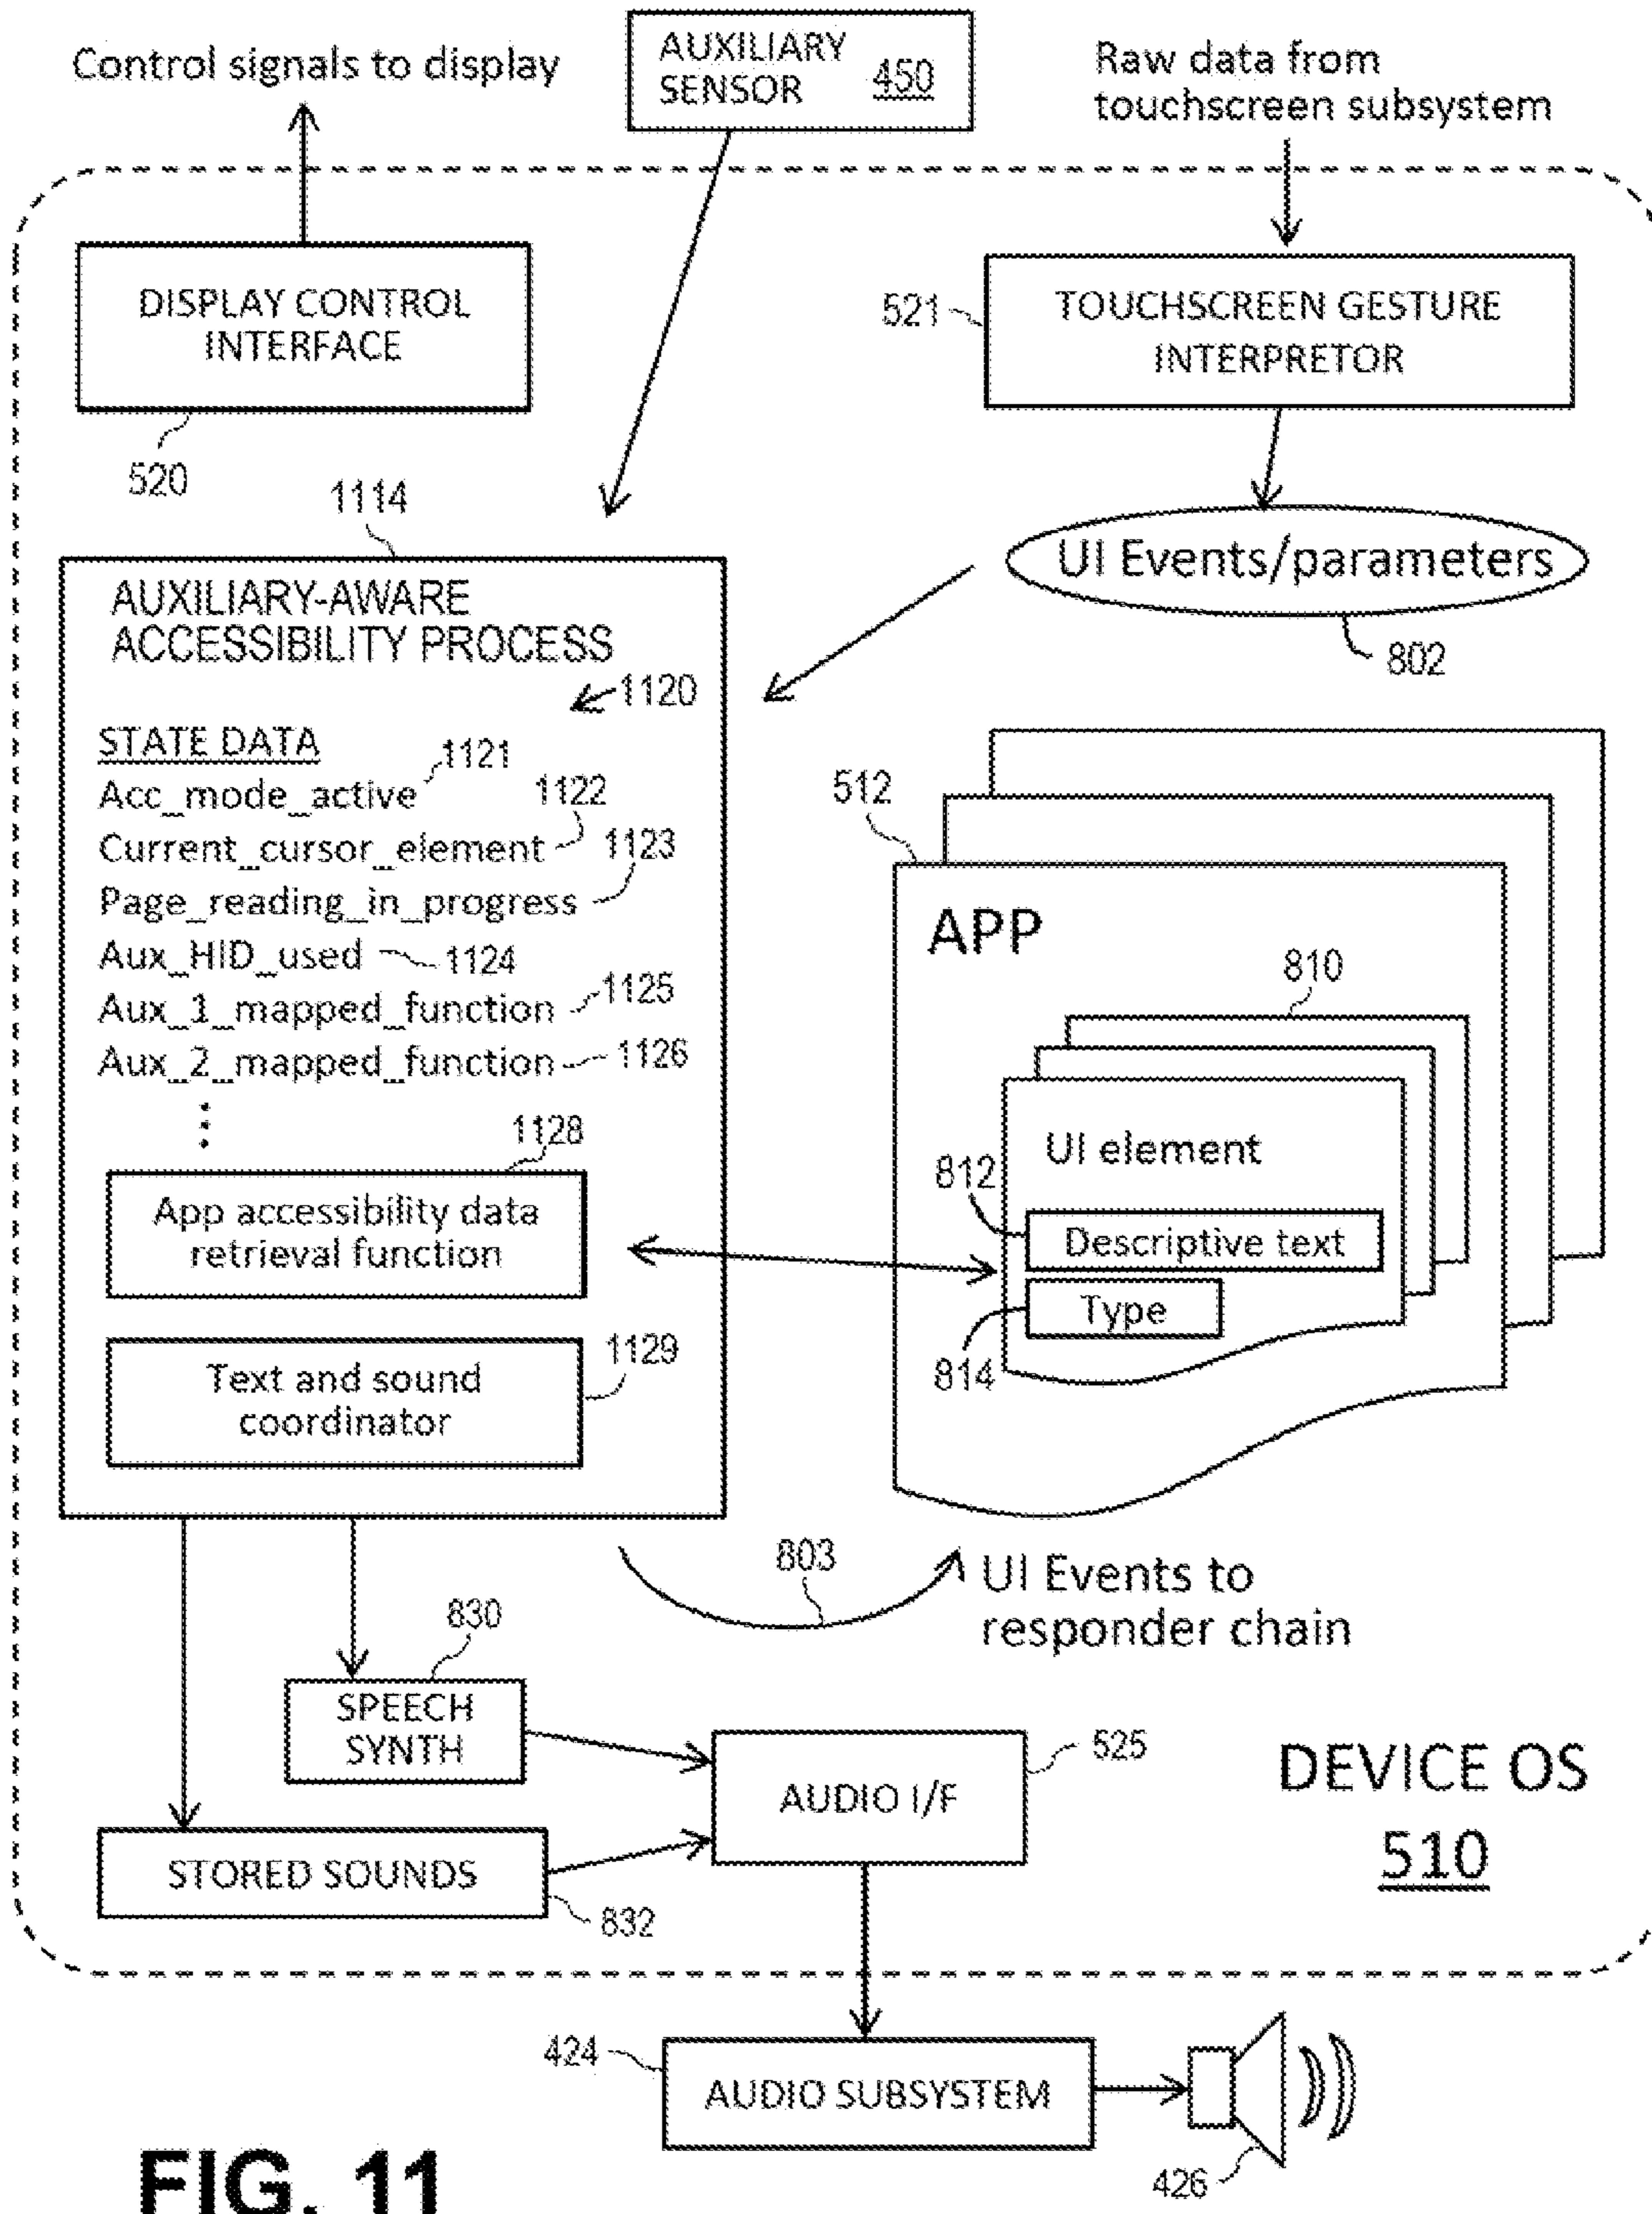 Control signals to display
AUXILIARY
SENSOR 450
Raw data from
touchscreen subsystem
DISPLAY CONTROL
INTERFACE
520
521
TOUCHSCREEN GESTURE
INTERPRETOR
UI Events/parameters
802
1114
AUXILIARY-AWARE
ACCESSIBILITY PROCESS
1120
STATE DATA
Acc_mode_active 1121
Current_cursor_element 1122
Page_reading_in_progress 1123
Aux_HID_used 1124
Aux_1_mapped_function 1125
Aux_2_mapped_function 1126
1128
App accessibility data
retrieval function
1129
Text and sound
coordinator
512
APP
810
UI element
812
Descriptive text
Type
814
803
UI Events to
responder chain
830
SPEECH
SYNTH
STORED SOUNDS
832
AUDIO I/F
525
DEVICE OS
510
424
AUDIO SUBSYSTEM
426
FIG. 11